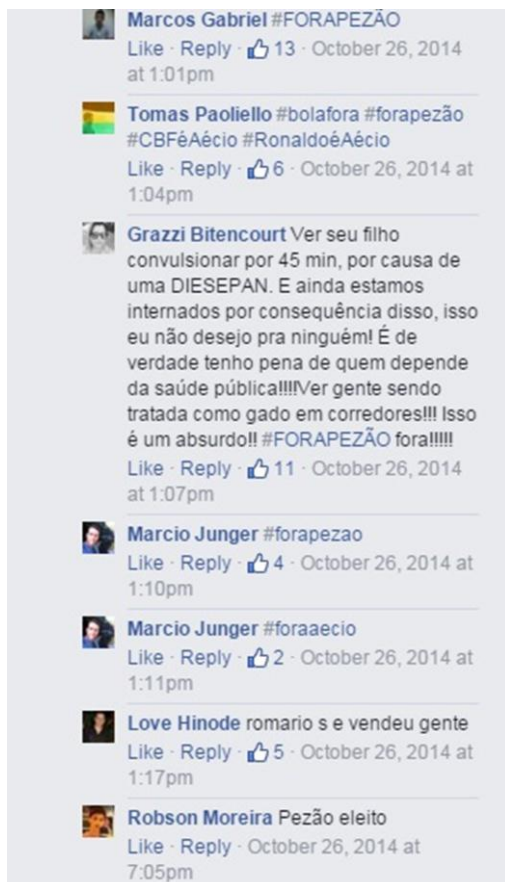 Marcos Gabriel #FORAPEZÃO
Like · Reply · 13 · October 26, 2014
at 1:01pm
Tomas Paoliello #bolafora #forapezão
#CBFéAécio #RonaldoéAécio
Like · Reply · 6 · October 26, 2014 at
1:04pm
Grazzi Bitencourt Ver seu filho
convulsionar por 45 min, por causa de
uma DIESEPAN. E ainda estamos
internados por consequência disso, isso
eu não desejo pra ninguém! É de
verdade tenho pena de quem depende
da saúde pública!!!!Ver gente sendo
tratada como gado em corredores!!! Isso
é um absurdo!! #FORAPEZÃO fora!!!!!
Like · Reply · 11 · October 26, 2014
at 1:07pm
Marcio Junger #forapezao
Like · Reply · 4 · October 26, 2014 at
1:10pm
Marcio Junger #foraaecio
Like · Reply · 2 · October 26, 2014 at
1:11pm
Love Hinode romario s e vendeu gente
Like · Reply · 5 · October 26, 2014 at
1:17pm
Robson Moreira Pezão eleito
Like · Reply · October 26, 2014 at
7:05pm